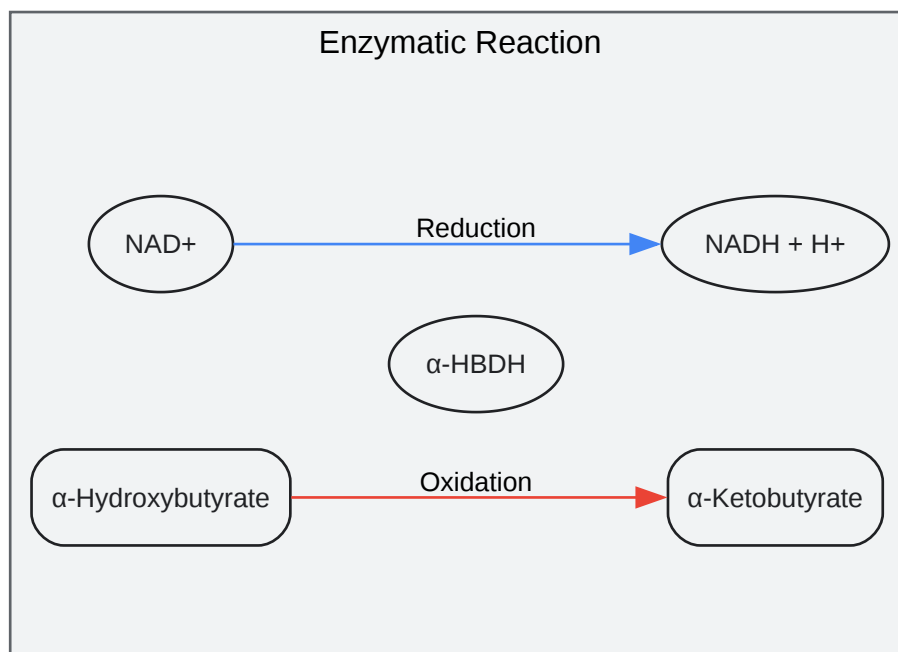 Enzymatic Reaction
NAD+
Reduction
NADH + H+
α-HBDH
α-Hydroxybutyrate
Oxidation
α-Ketobutyrate